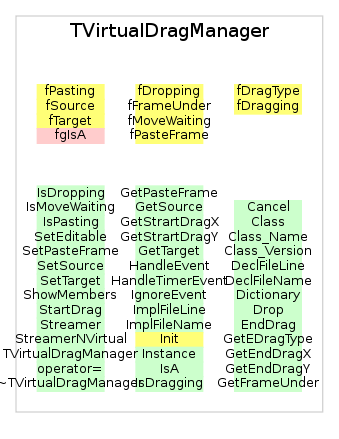 TVirtualDragManager
fPasting fDropping fDragType
fSource fFrameUnder fDragging
fTarget fMoveWaiting
fgIsA fPasteFrame
IsDropping GetPasteFrame
IsMoveWaiting GetSource Cancel
IsPasting GetStrartDragX Class
SetEditable GetStrartDragY Class_Name
SetPasteFrame GetTarget Class_Version
SetSource HandleEvent DeclFileLine
SetTarget HandleTimerEvent DeclFileName
ShowMembers IgnoreEvent Dictionary
StartDrag ImplFileLine Drop
Streamer ImplFileName EndDrag
StreamerNVirtual Init GetEDragType
TVirtualDragManager Instance GetEndDragX
operator= IsA GetEndDragY
~TVirtualDragManager IsDragging GetFrameUnder